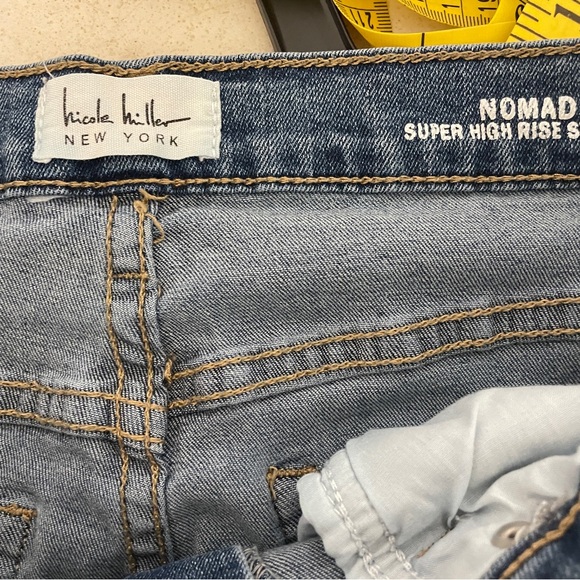 nicole miller
NEW YORK
NOMAD
SUPER HIGH RISE S